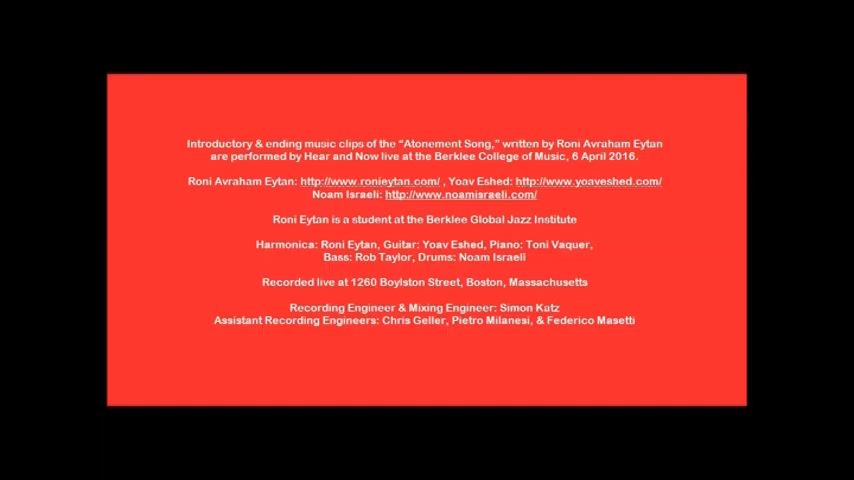 Introductory & ending music clips of the “Atonement Song,” written by Roni Avraham Eytan
are performed by Hear and Now live at the Berklee College of Music, 6 April 2016.
Roni Avraham Eytan: http://www.ronieytan.com/ , Yoav Eshed: http://www.yoaveshed.com/
Noam Israeli: http://www.noamisraeli.com/
Roni Eytan is a student at the Berklee Global Jazz Institute
Harmonica: Roni Eytan, Guitar: Yoav Eshed, Piano: Toni Vaquer,
Bass: Rob Taylor, Drums: Noam Israeli
Recorded live at 1260 Boylston Street, Boston, Massachusetts
Recording Engineer & Mixing Engineer: Simon Katz
Assistant Recording Engineers: Chris Geller, Pietro Milanesi, & Federico Masetti